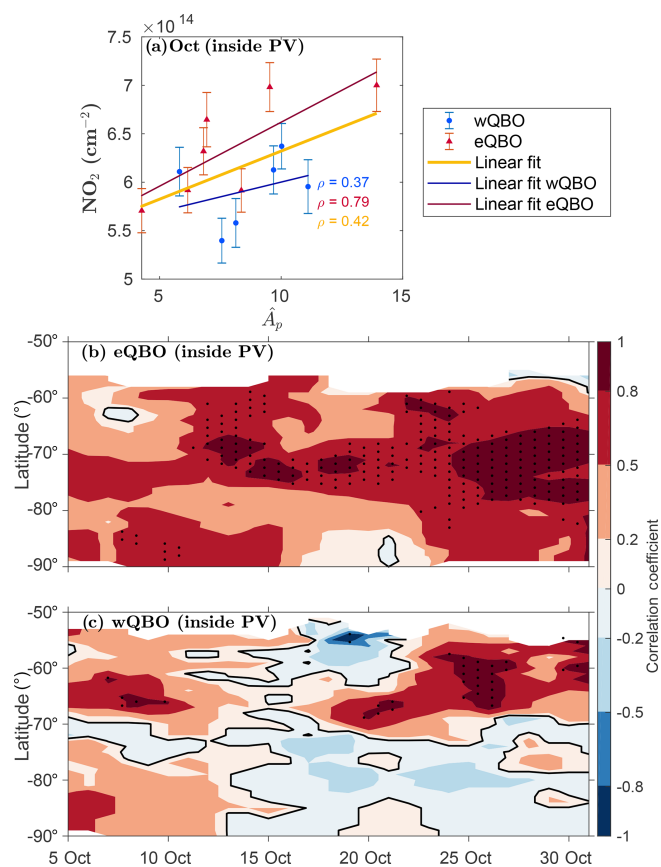 × 10 14
(a) Oct (inside PV)
7.5
7
6.5
6
5.5
5
NO2 (cm−2)
ρ = 0.37
ρ = 0.79
ρ = 0.42
5 10 15
Âp
wQBO
eQBO
Linear fit
Linear fit wQBO
Linear fit eQBO
(b) eQBO (inside PV)
-50°
-60°
-70°
-80°
-90°
Latitude (°)
(c) wQBO (inside PV)
-50°
-60°
-70°
-80°
-90°
Latitude (°)
5 Oct 10 Oct 15 Oct 20 Oct 25 Oct 30 Oct
1
0.8
0.5
0.2
0
-0.2
-0.5
-0.8
-1
Correlation coefficient